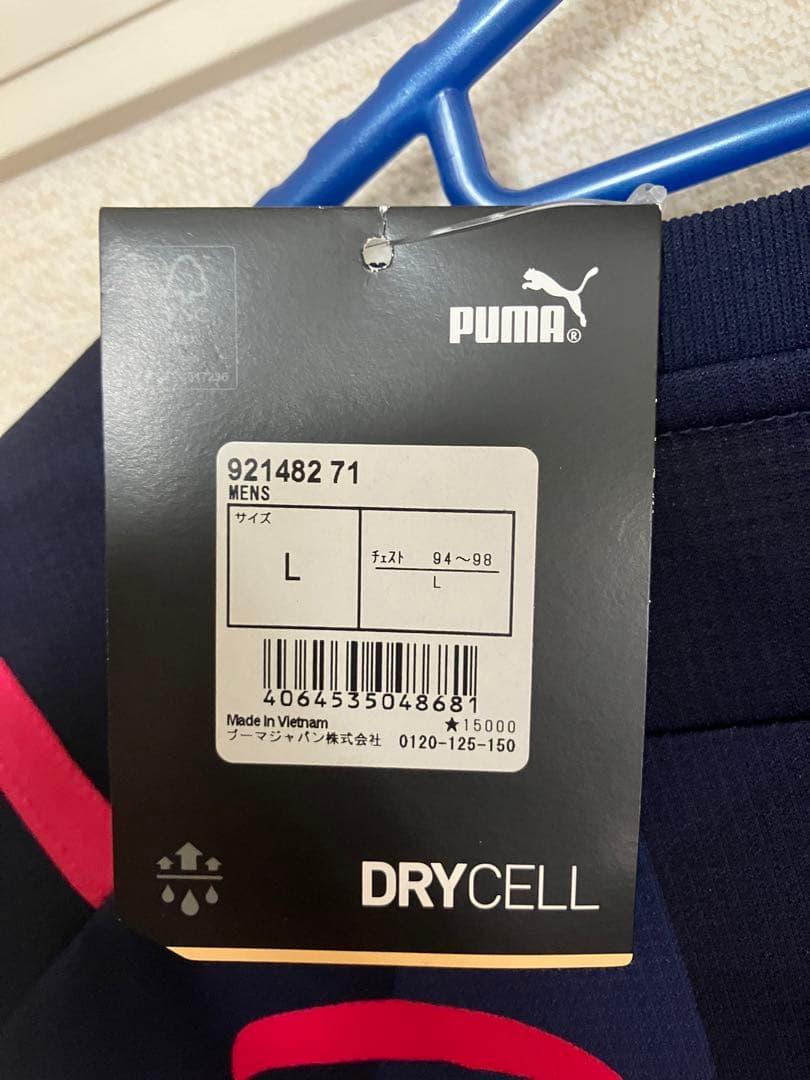 PUMA®
921482 71
MENS
サイズ
L
チェスト 94～98
L
4064535048681
Made in Vietnam
★15000
プーマジャパン株式会社 0120-125-150
DRYCELL